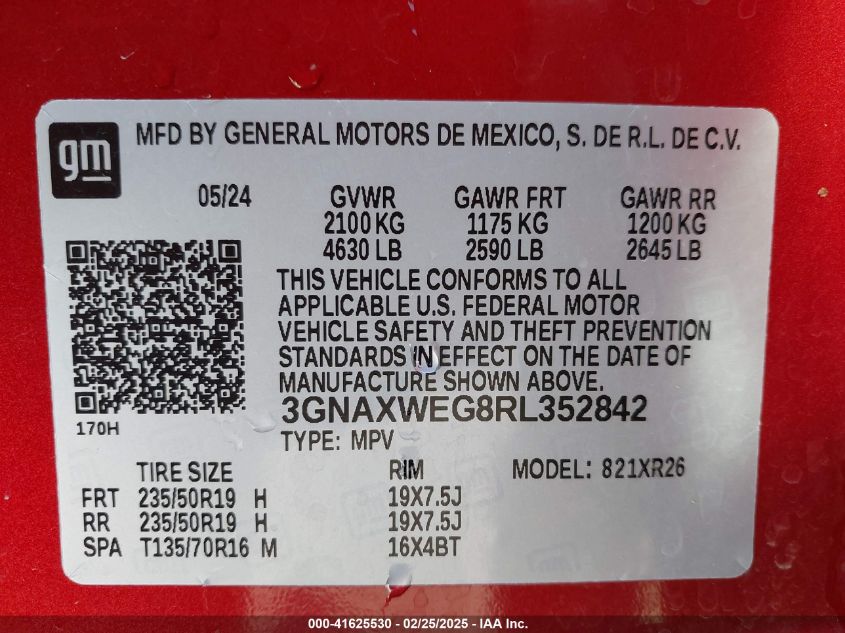 gm
MFD BY GENERAL MOTORS DE MEXICO, S. DE R.L. DE C.V.
05/24 GVWR GAWR FRT GAWR RR
2100 KG 1175 KG 1200 KG
4630 LB 2590 LB 2645 LB
THIS VEHICLE CONFORMS TO ALL
APPLICABLE U.S. FEDERAL MOTOR
VEHICLE SAFETY AND THEFT PREVENTION
STANDARDS IN EFFECT ON THE DATE OF
MANUFACTURE SHOWN ABOVE.
3GNAXWEG8RL352842
170H
TYPE: MPV
TIRE SIZE RIM MODEL: 821XR26
FRT 235/50R19 H 19X7.5J
RR 235/50R19 H 19X7.5J
SPA T135/70R16 M 16X4BT
000-41625530 - 02/25/2025 - IAA Inc.